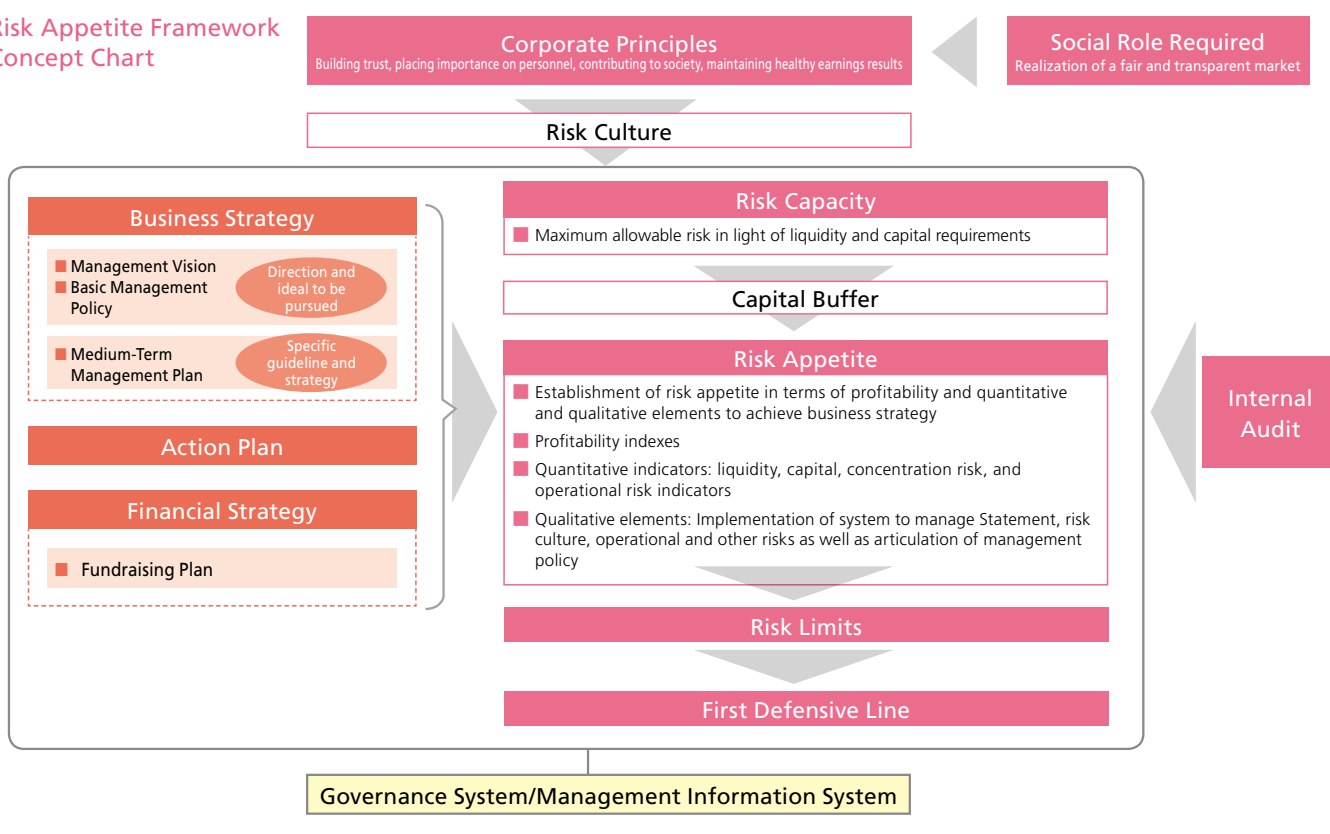 Risk Appetite Framework
Concept Chart
Corporate Principles
Building trust, placing importance on personnel, contributing to society, maintaining healthy earnings results
Social Role Required
Realization of a fair and transparent market
Risk Culture
Business Strategy
Management Vision
Basic Management
Policy
Direction and
ideal to be
pursued
Medium-Term
Management Plan
Specific
guideline and
strategy
Action Plan
Financial Strategy
Fundraising Plan
Risk Capacity
Maximum allowable risk in light of liquidity and capital requirements
Capital Buffer
Risk Appetite
Establishment of risk appetite in terms of profitability and quantitative
and qualitative elements to achieve business strategy
Profitability indexes
Quantitative indicators: liquidity, capital, concentration risk, and
operational risk indicators
Qualitative elements: Implementation of system to manage Statement, risk
culture, operational and other risks as well as articulation of management
policy
Risk Limits
First Defensive Line
Internal
Audit
Governance System/Management Information System